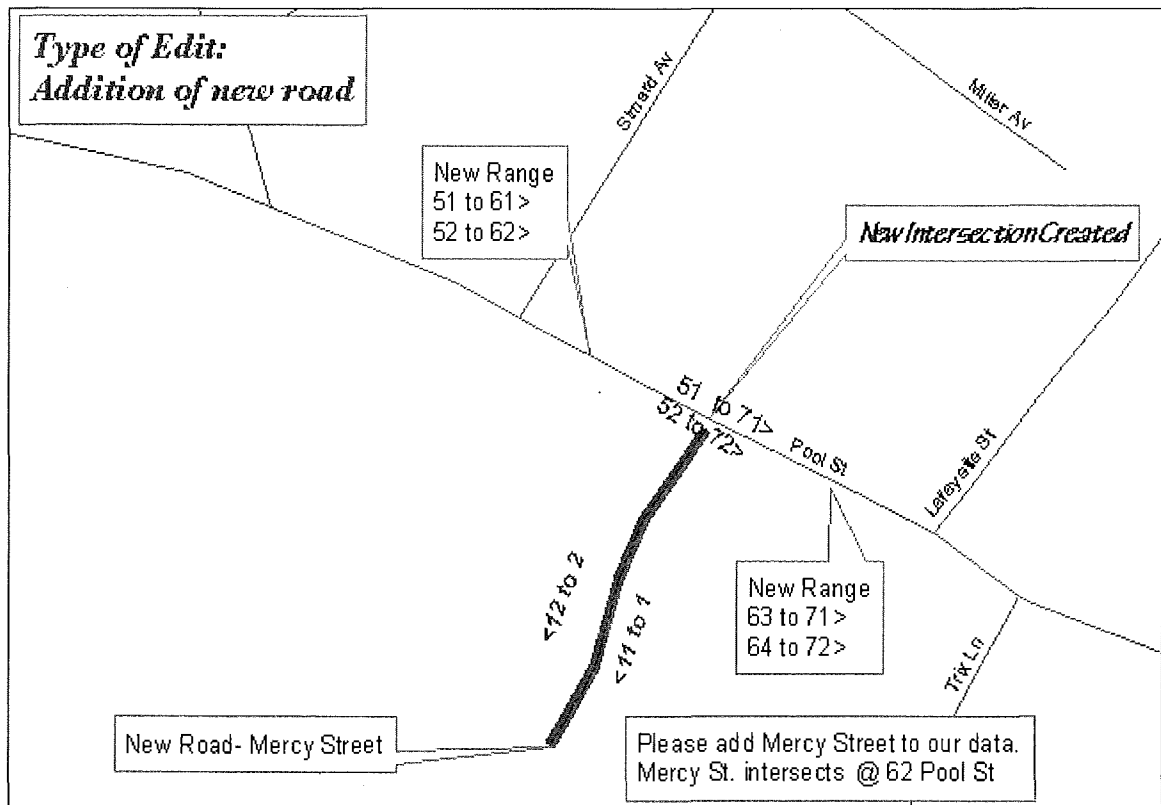 Type of Edit:
Addition of new road
Stnard Av
Miller Av
New Range
51 to 61>
52 to 62>
New Intersection Created
51 to 71>
52 to 72>
Pool St
Lafayette St
<12 to 2
<11 to 1
New Range
63 to 71>
64 to 72>
Trix Ln
New Road- Mercy Street
Please add Mercy Street to our data.
Mercy St. intersects @ 62 Pool St